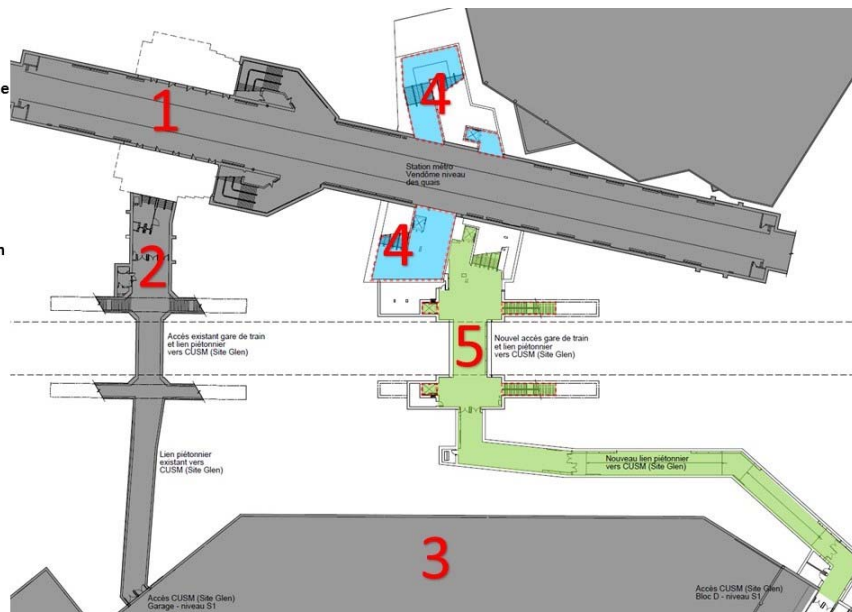 e
1
4
Station métro
Vendôme niveau
des quais
n
2
4
Accès existant gare de train
et lien piétonnier
vers CUSM (Site Glen)
5
Nouvel accès gare de train
et lien piétonnier
vers CUSM (Site Glen)
Lien piétonnier
existant vers
CUSM (Site Glen)
Nouveau lien piétonnier
vers CUSM (Site Glen)
3
Accès CUSM (Site Glen)
Garage - niveau S1
Accès CUSM (Site Glen)
Bloc D - niveau S1